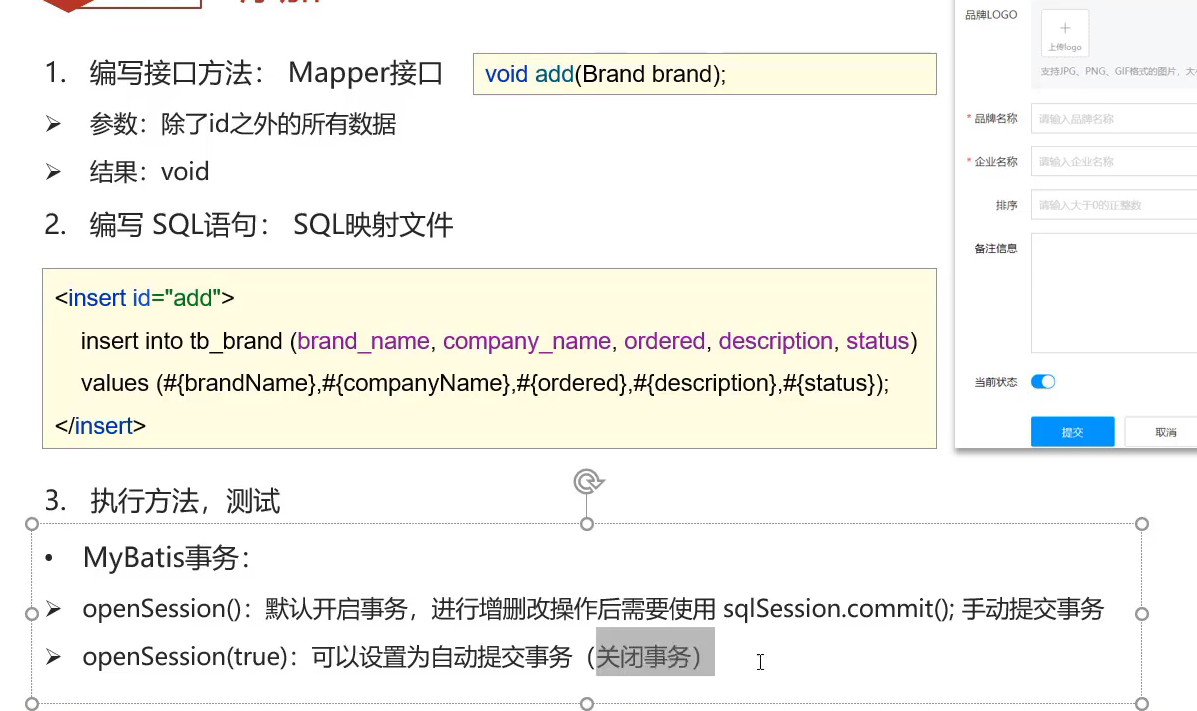 1. 编写接口方法： Mapper接口
void add(Brand brand);
➢ 参数：除了id之外的所有数据
➢ 结果：void
2. 编写 SQL语句： SQL映射文件
<insert id="add">
insert into tb_brand (brand_name, company_name, ordered, description, status)
values (#{brandName},#{companyName},#{ordered},#{description},#{status});
</insert>
3. 执行方法，测试
• MyBatis事务：
➢ openSession()：默认开启事务，进行增删改操作后需要使用 sqlSession.commit(); 手动提交事务
➢ openSession(true)：可以设置为自动提交事务（关闭事务）
品牌LOGO
上传logo
支持JPG、PNG、GIF格式的图片，大
* 品牌名称 请输入品牌名称
* 企业名称 请输入企业名称
排序 请输入大于0的正整数
备注信息
当前状态
提交 取消